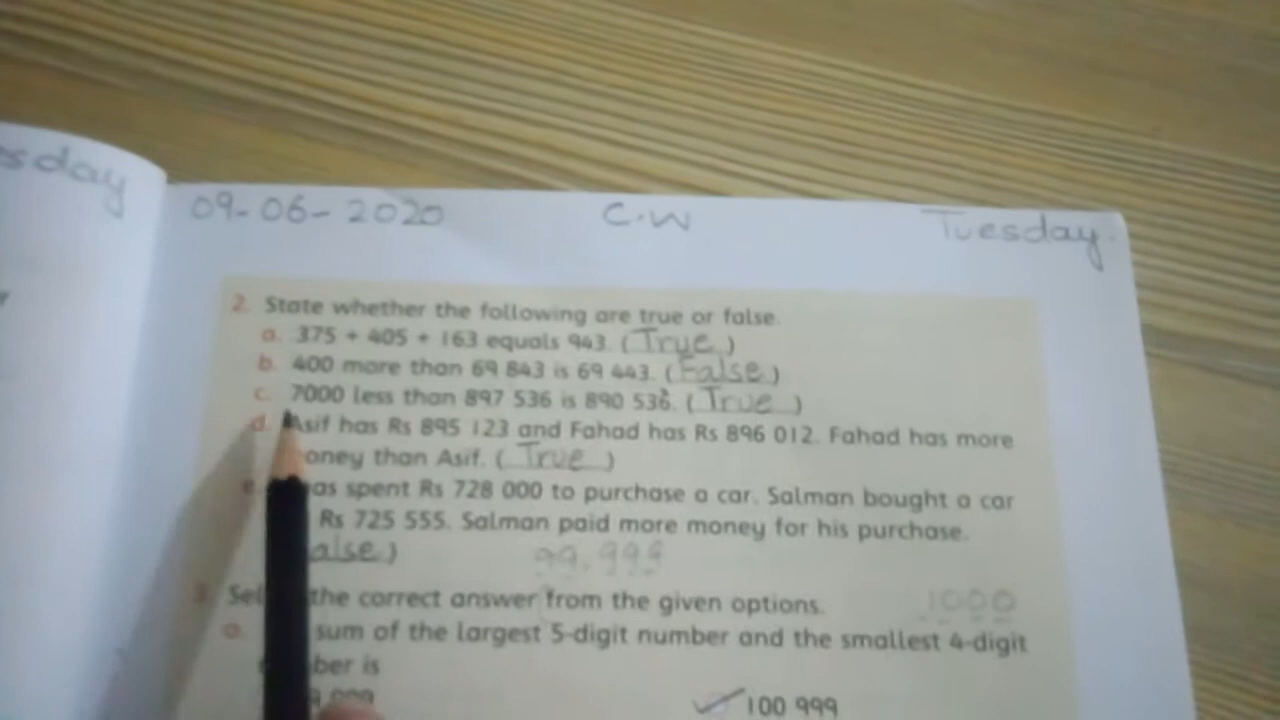 sday
09-06-2020 C.W Tuesday.
2. State whether the following are true or false.
a. 375 + 405 + 163 equals 943. (True)
b. 400 more than 69 843 is 69 443. (False)
c. 7000 less than 897 536 is 890 536. (True)
d. Asif has Rs 895 123 and Fahad has Rs 896 012. Fahad has more
oney than Asif. (True)
e. as spent Rs 728 000 to purchase a car. Salman bought a car
Rs 725 555. Salman paid more money for his purchase.
alse) 99,999
3. Sel the correct answer from the given options. 1000
a. sum of the largest 5-digit number and the smallest 4-digit
ber is
100 999